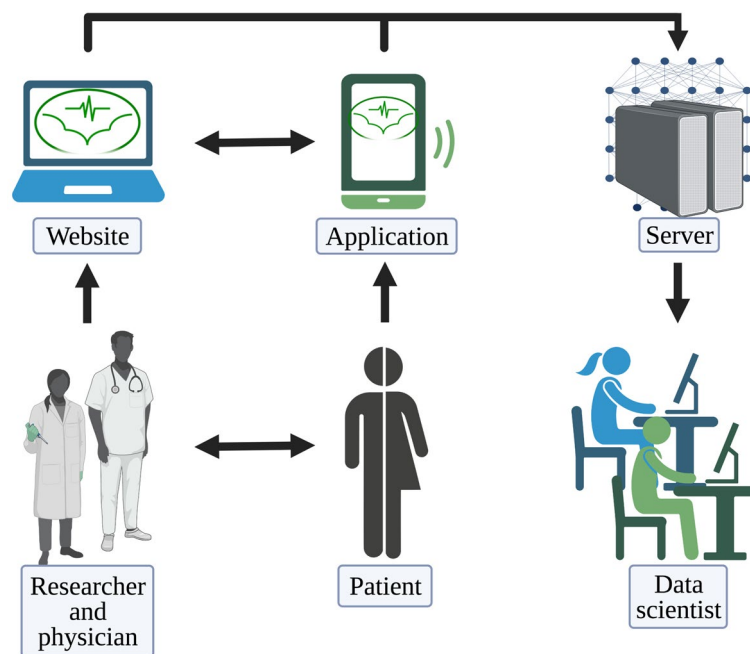 Website
Application
Server
Researcher
and
physician
Patient
Data
scientist